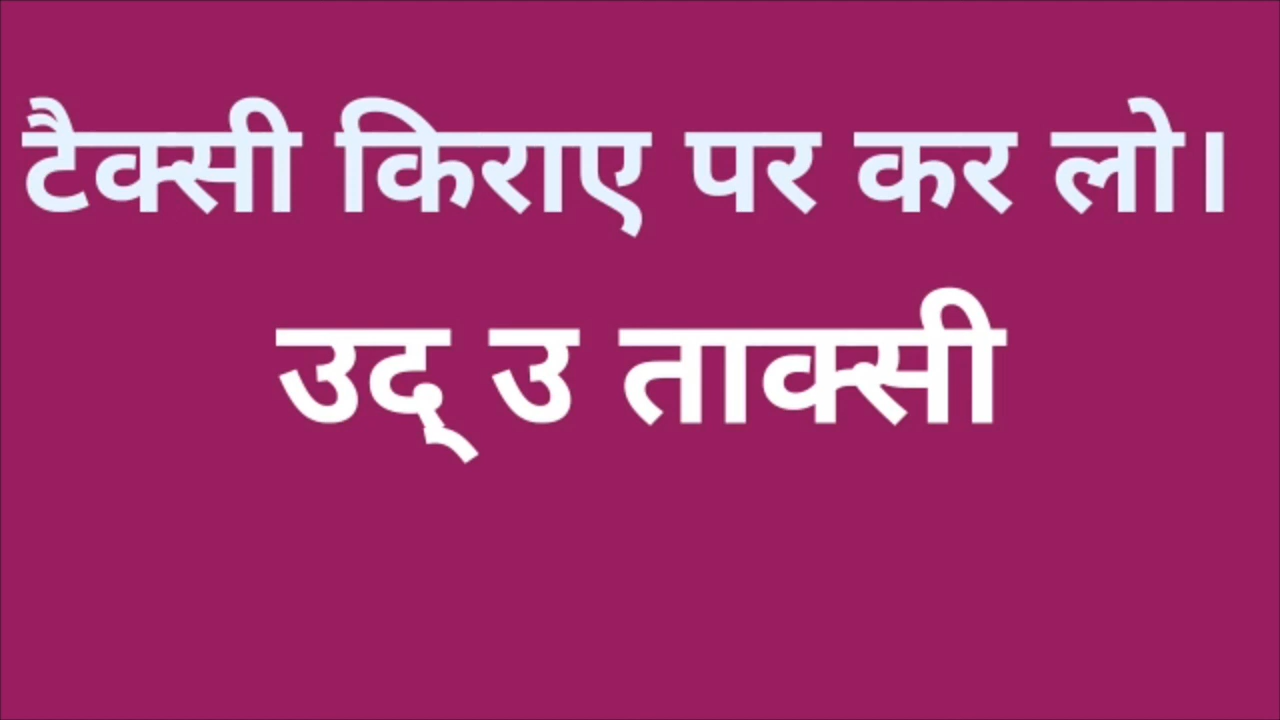 टैक्सी किराए पर कर लो।
उद् उ ताक्सी